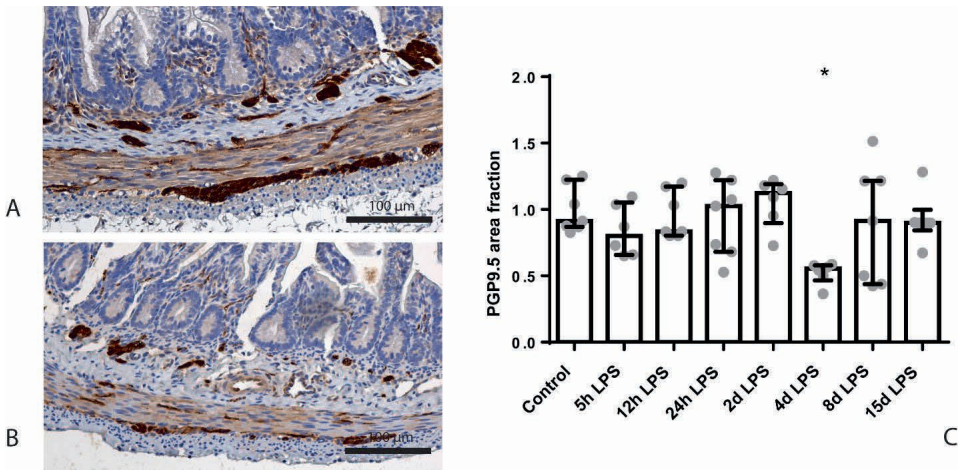 A
100 µm
B
100 µm
*
PGP9.5 area fraction
2.0
1.5
1.0
0.5
0.0
Control
5h LPS
12h LPS
24h LPS
2d LPS
4d LPS
8d LPS
15d LPS
C